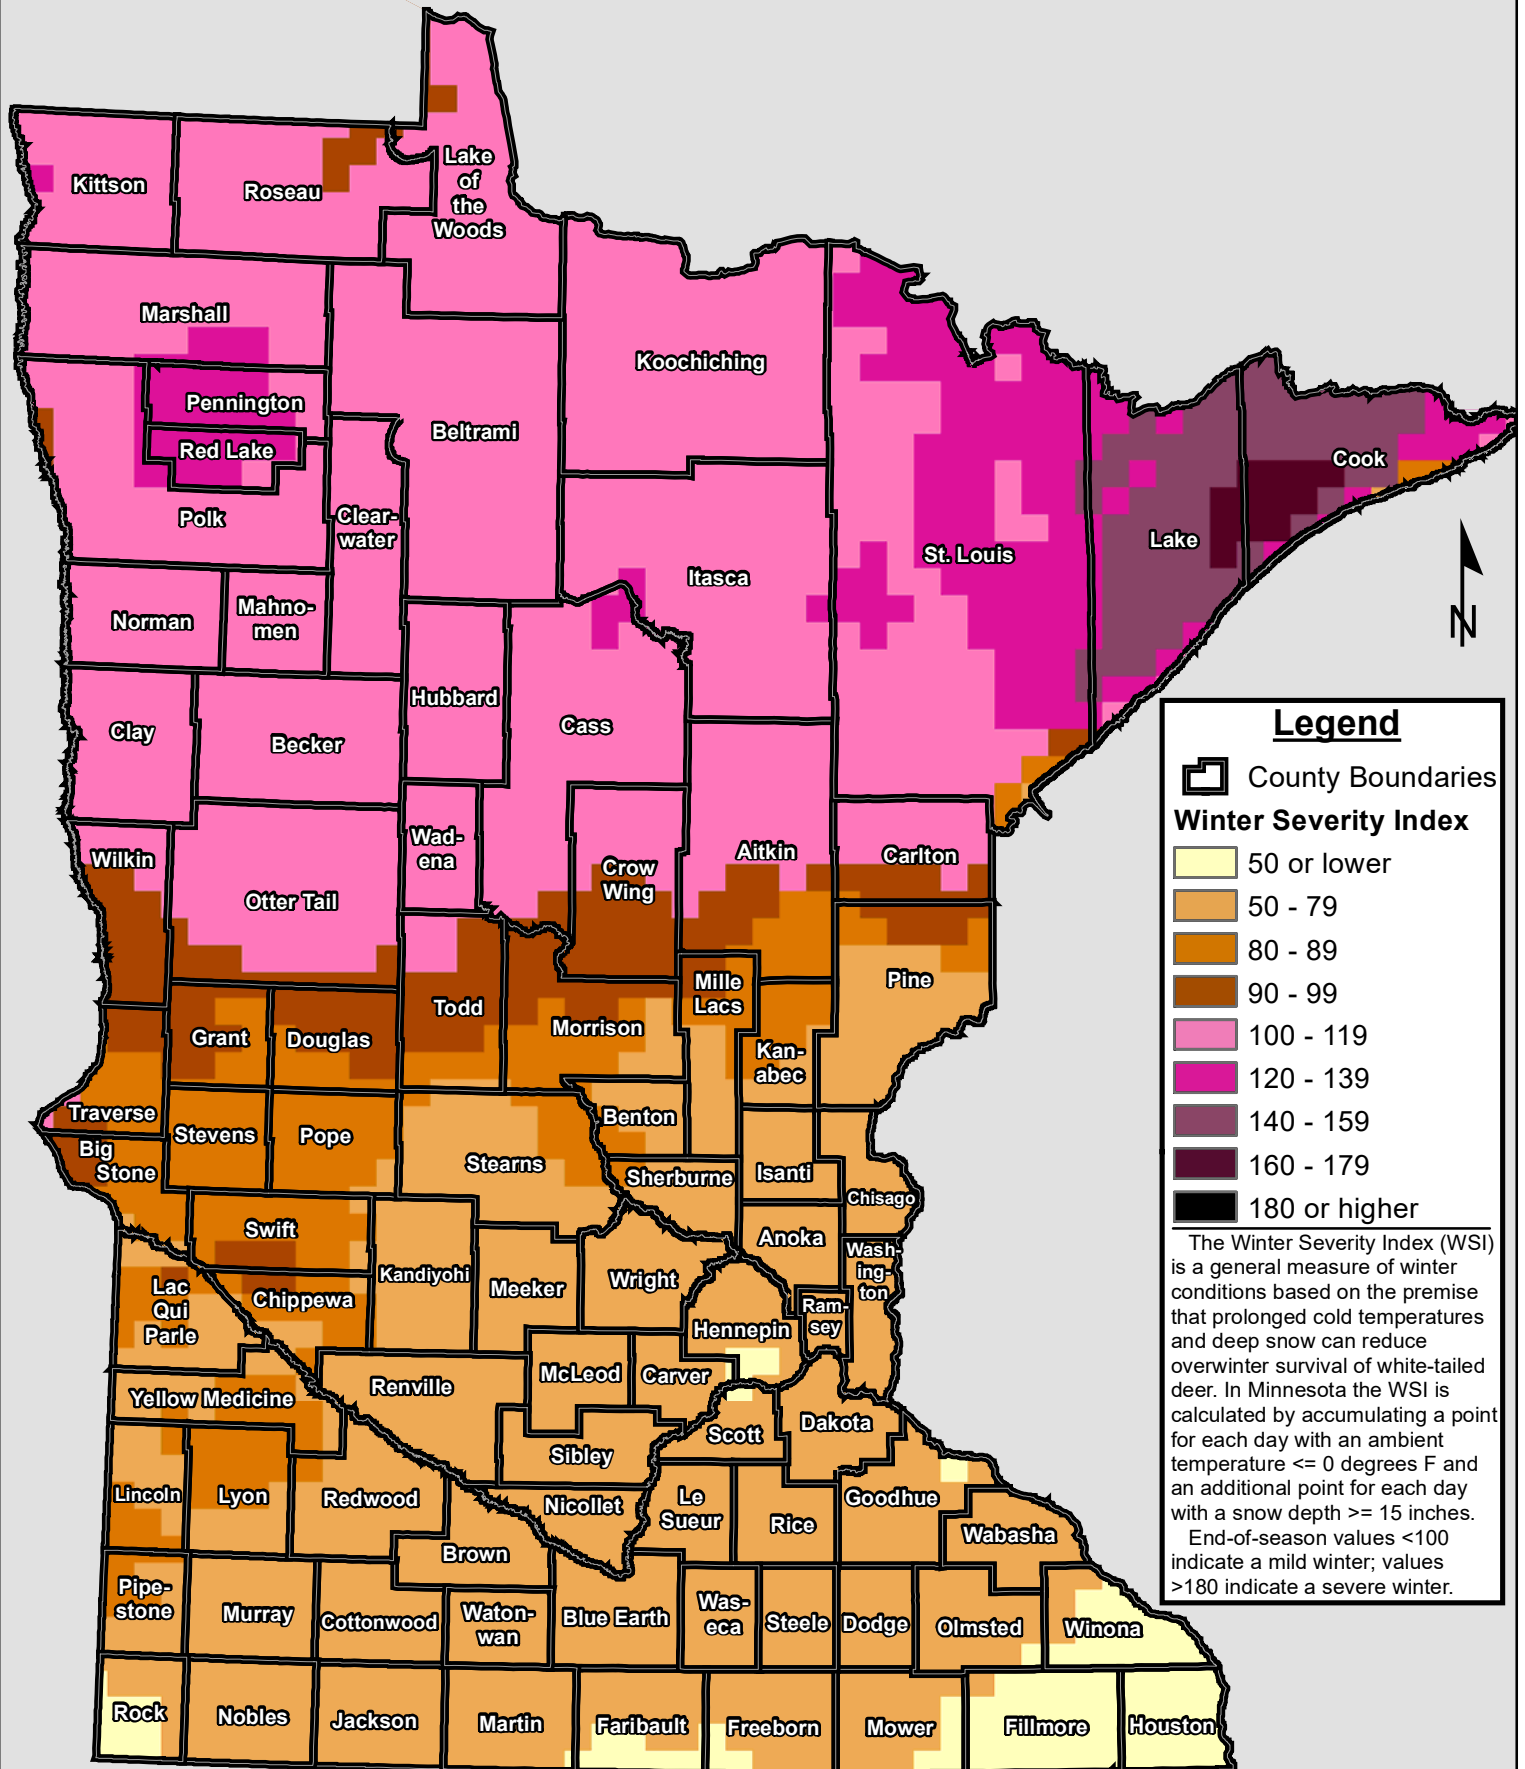 Kittson
Roseau
Lake
of
the
Woods
Marshall
Koochiching
Pennington
Beltrami
Red Lake
Cook
Polk
Clear-
water
St. Louis
Lake
Itasca
Norman
Mahno-
men
N
Hubbard
Cass
Clay
Becker
Wilkin
Wad-
ena
Crow
Wing
Aitkin
Carlton
Otter Tail
Pine
Mille
Lacs
Todd
Morrison
Grant
Douglas
Kan-
abec
Traverse
Benton
Stevens
Pope
Big
Stone
Stearns
Sherburne
Isanti
Chisago
Swift
Anoka
Wash-
ing-
ton
Kandiyohi
Meeker
Wright
Lac
Qui
Parle
Chippewa
Ram-
sey
Hennepin
McLeod
Carver
Renville
Yellow Medicine
Dakota
Scott
Sibley
Lincoln
Lyon
Redwood
Nicollet
Le
Sueur
Rice
Goodhue
Wabasha
Brown
Pipe-
stone
Murray
Cottonwood
Waton-
wan
Blue Earth
Was-
eca
Steele
Dodge
Olmsted
Winona
Rock
Nobles
Jackson
Martin
Faribault
Freeborn
Mower
Fillmore
Houston
Legend
County Boundaries
Winter Severity Index
50 or lower
50 - 79
80 - 89
90 - 99
100 - 119
120 - 139
140 - 159
160 - 179
180 or higher
The Winter Severity Index (WSI)
is a general measure of winter
conditions based on the premise
that prolonged cold temperatures
and deep snow can reduce
overwinter survival of white-tailed
deer. In Minnesota the WSI is
calculated by accumulating a point
for each day with an ambient
temperature <= 0 degrees F and
an additional point for each day
with a snow depth >= 15 inches.
End-of-season values <100
indicate a mild winter; values
>180 indicate a severe winter.